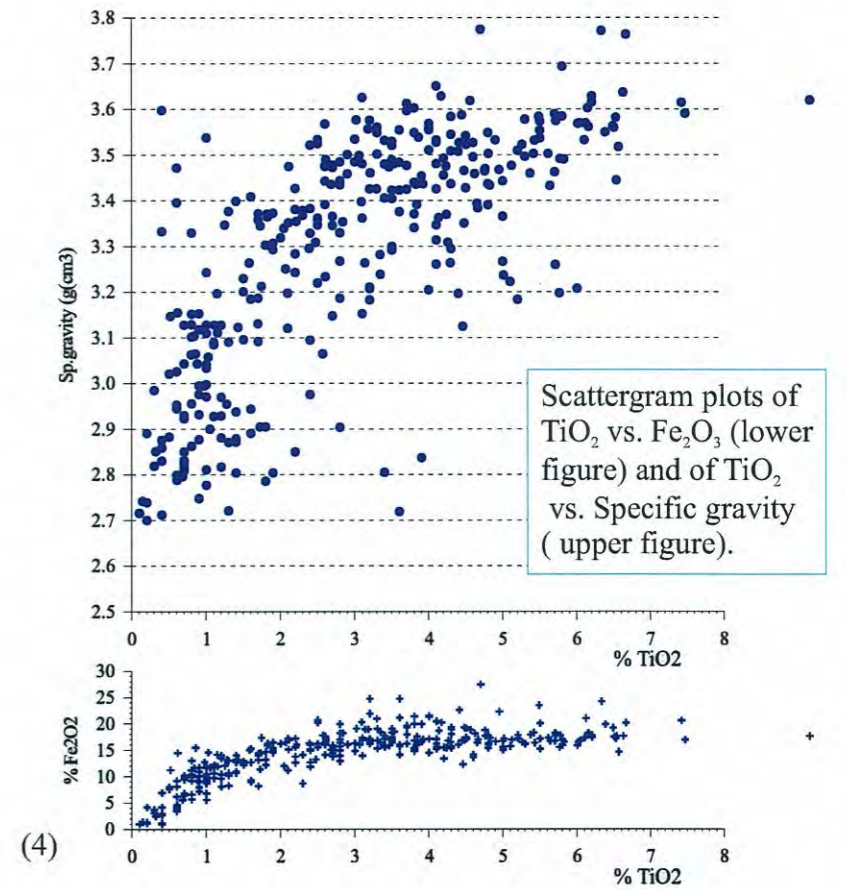 3.8
3.7
3.6
3.5
3.4
3.3
3.2
3.1
3.0
2.9
2.8
2.7
2.6
2.5
Sp.gravity (g(cm3)
0 1 2 3 4 5 6 7 8
% TiO2
Scattergram plots of
TiO₂ vs. Fe₂O₃ (lower
figure) and of TiO₂
vs. Specific gravity
( upper figure).
30
25
20
15
10
5
0
%Fe2O2
0 1 2 3 4 5 6 7 8
% TiO2
(4)